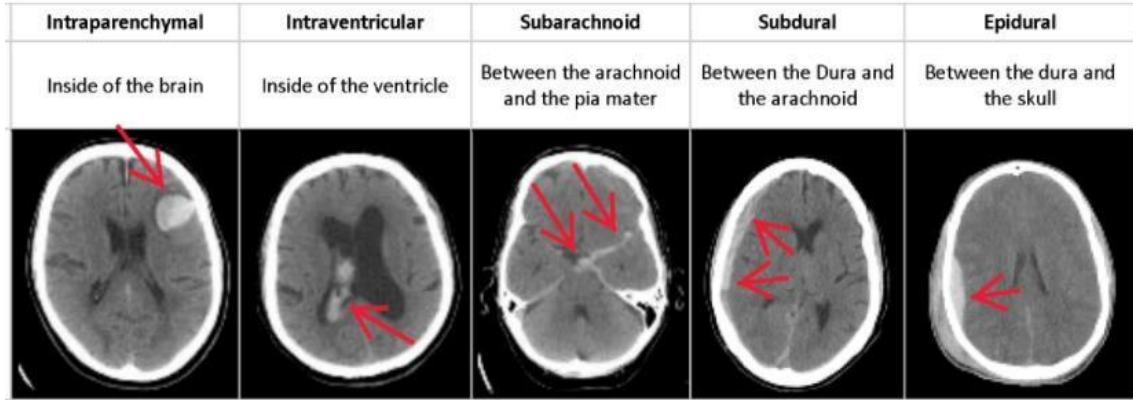 Intraparenchymal
Intraventricular
Subarachnoid
Subdural
Epidural
Inside of the brain
Inside of the ventricle
Between the arachnoid
and the pia mater
Between the Dura and
the arachnoid
Between the dura and
the skull